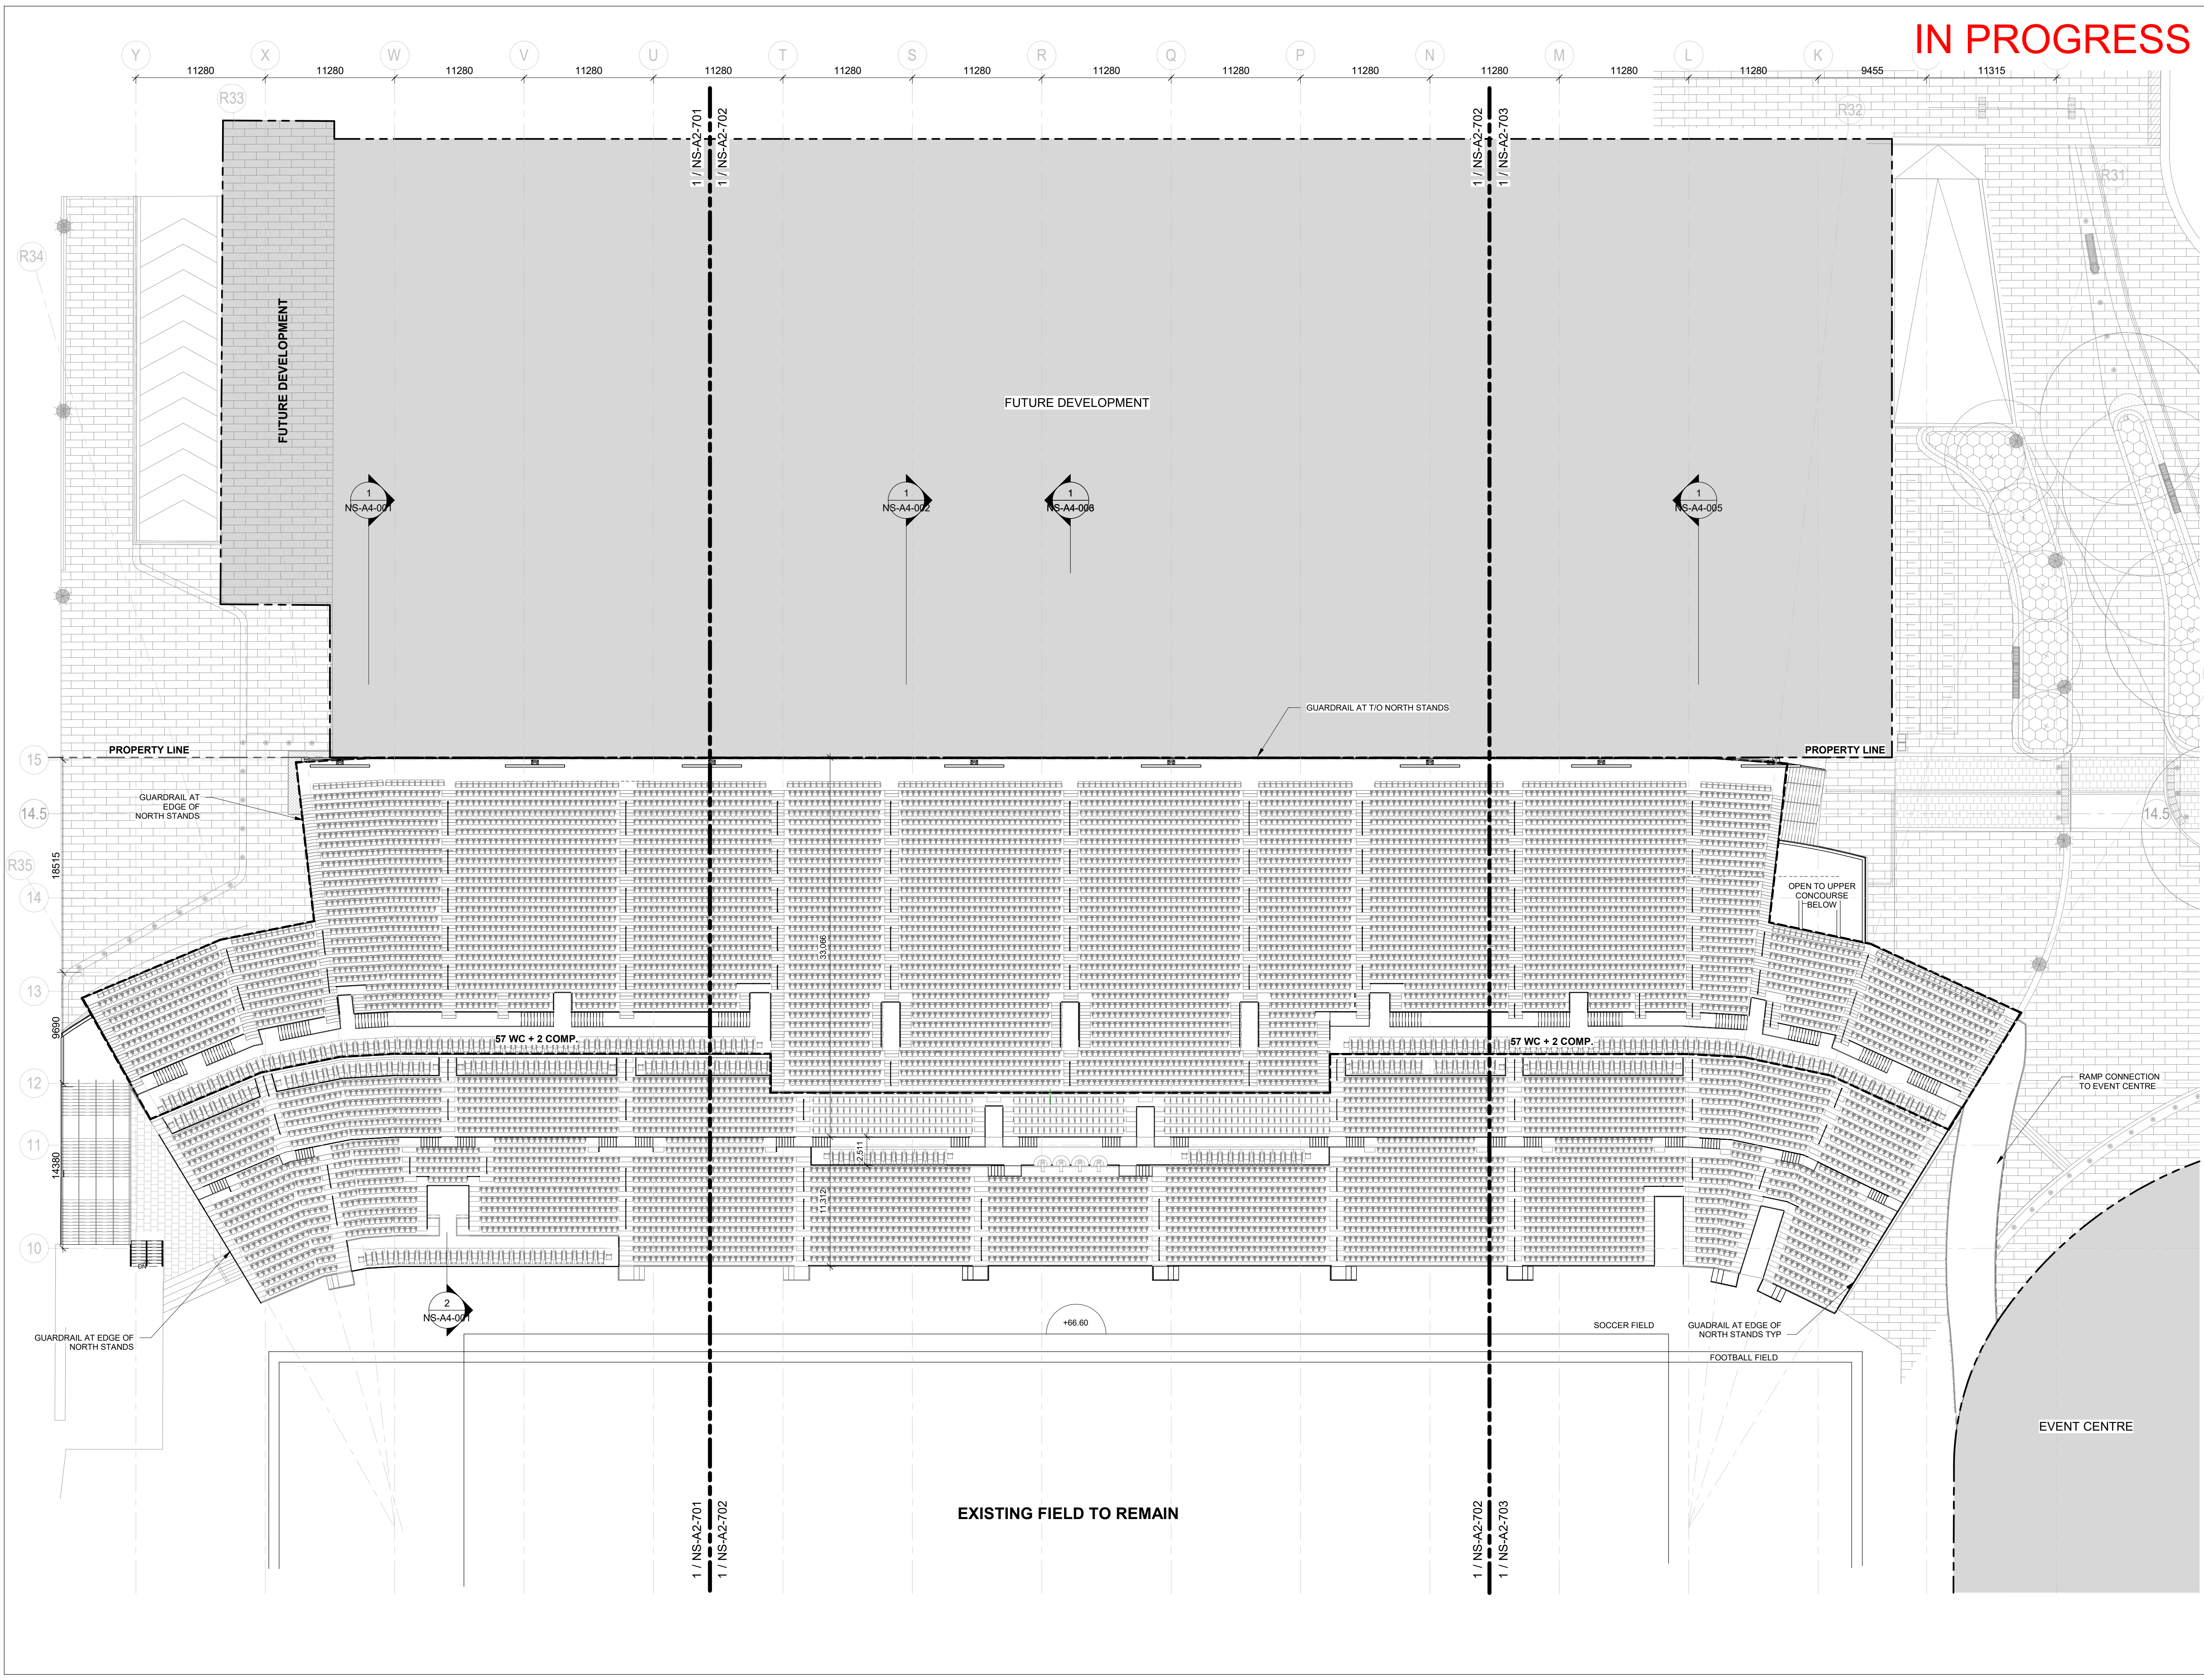 IN PROGRESS
Y X W V U T S R Q P N M L K
11280 11280 11280 11280 11280 11280 11280 11280 11280 11280 11280 11280 11280 9455 11315
R33
R32
R31
R34
1 / NS-A2-701
1 / NS-A2-702
1 / NS-A2-702
1 / NS-A2-703
FUTURE DEVELOPMENT
FUTURE DEVELOPMENT
1
NS-A4-001
1
NS-A4-002
1
1
NS-A4-005
GUARDRAIL AT T/O NORTH STANDS
15
PROPERTY LINE
PROPERTY LINE
GUARDRAIL AT
EDGE OF
NORTH STANDS
14.5
14.5
18515
R35
14
OPEN TO UPPER
CONCOURSE
BELOW
33,066
13
9690
57 WC + 2 COMP.
57 WC + 2 COMP.
12
RAMP CONNECTION
TO EVENT CENTRE
11
2,511
14380
11,312
10
DN
2
NS-A4-001
+66.60
SOCCER FIELD
GUARDRAIL AT EDGE OF
NORTH STANDS
GUADRAIL AT EDGE OF
NORTH STANDS TYP
FOOTBALL FIELD
EVENT CENTRE
EXISTING FIELD TO REMAIN
1 / NS-A2-701
1 / NS-A2-702
1 / NS-A2-702
1 / NS-A2-703